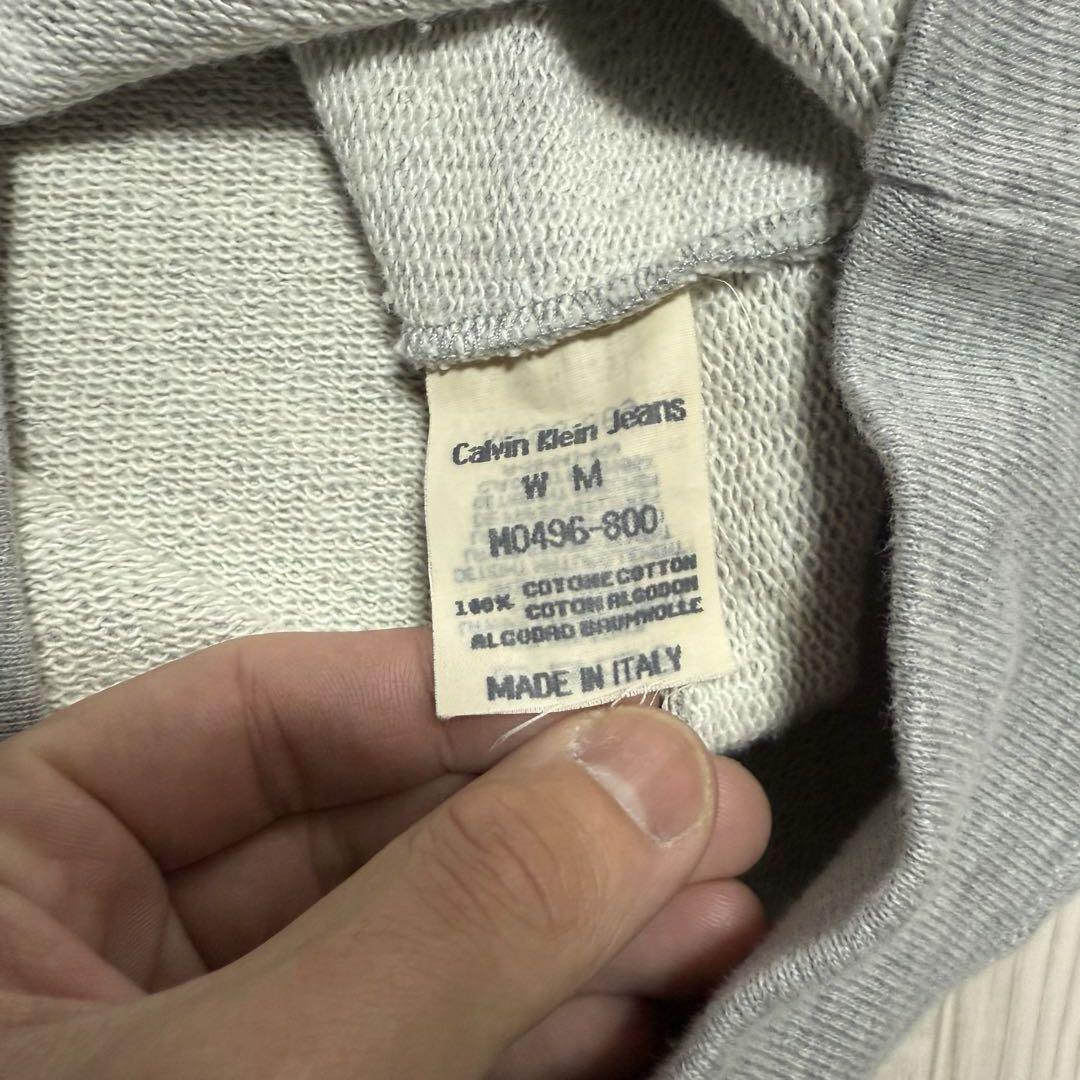 Calvin Klein Jeans
W M
M0496-800
100% COTONE COTTON
COTON ALGODON
ALGODAO BAUMWOLLE
MADE IN ITALY